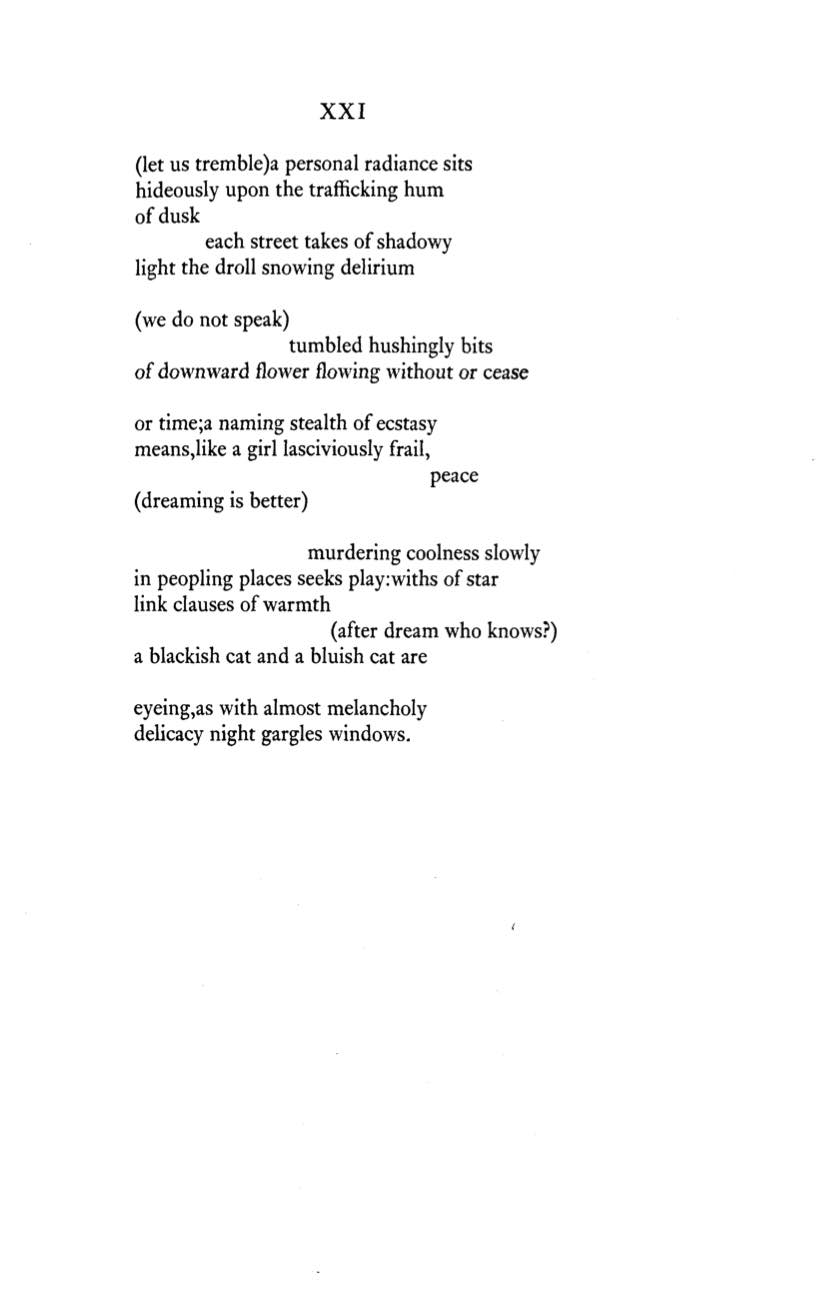 XXI
(let us tremble)a personal radiance sits
hideously upon the trafficking hum
of dusk
each street takes of shadowy
light the droll snowing delirium
(we do not speak)
tumbled hushingly bits
of downward flower flowing without or cease
or time;a naming stealth of ecstasy
means,like a girl lasciviously frail,
peace
(dreaming is better)
murdering coolness slowly
in peopling places seeks play:withs of star
link clauses of warmth
(after dream who knows?)
a blackish cat and a bluish cat are
eyeing,as with almost melancholy
delicacy night gargles windows.